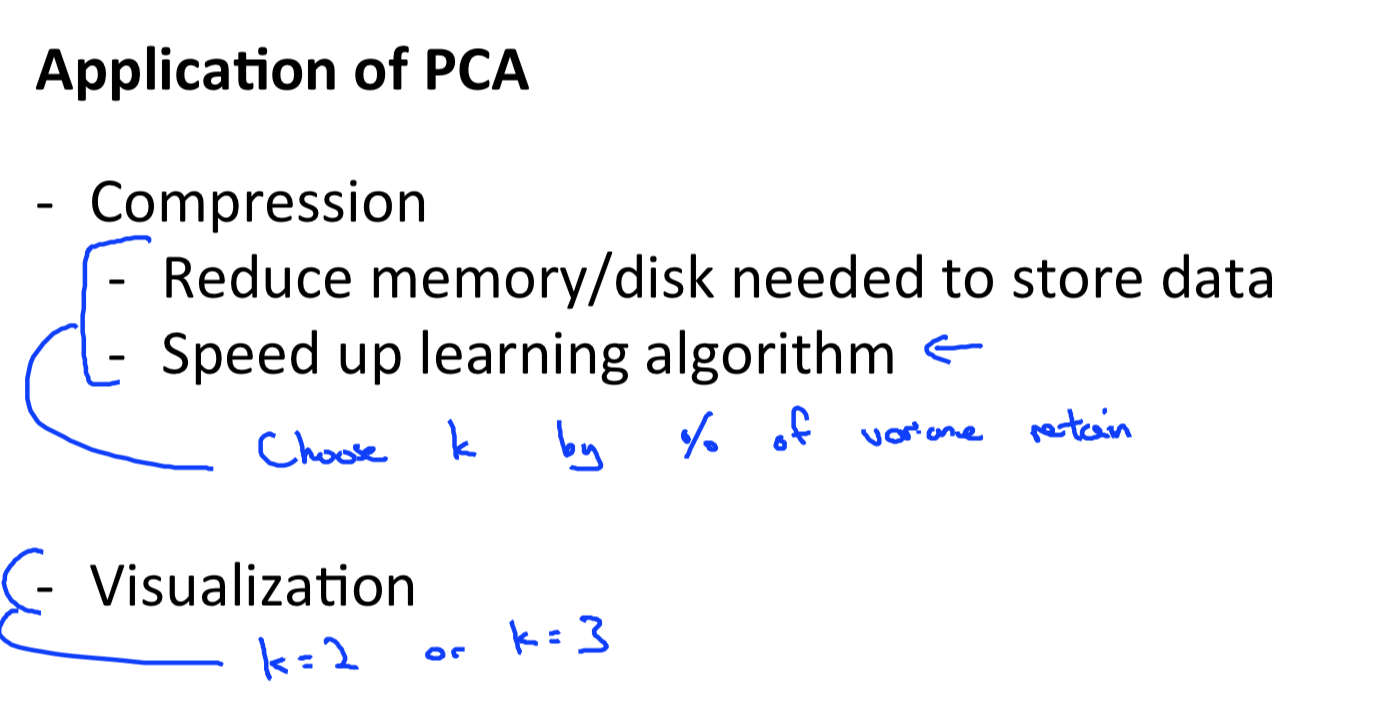 Application of PCA
- Compression
- Reduce memory/disk needed to store data
- Speed up learning algorithm ←
Choose k by % of variance retain
- Visualization
k=2 or k=3